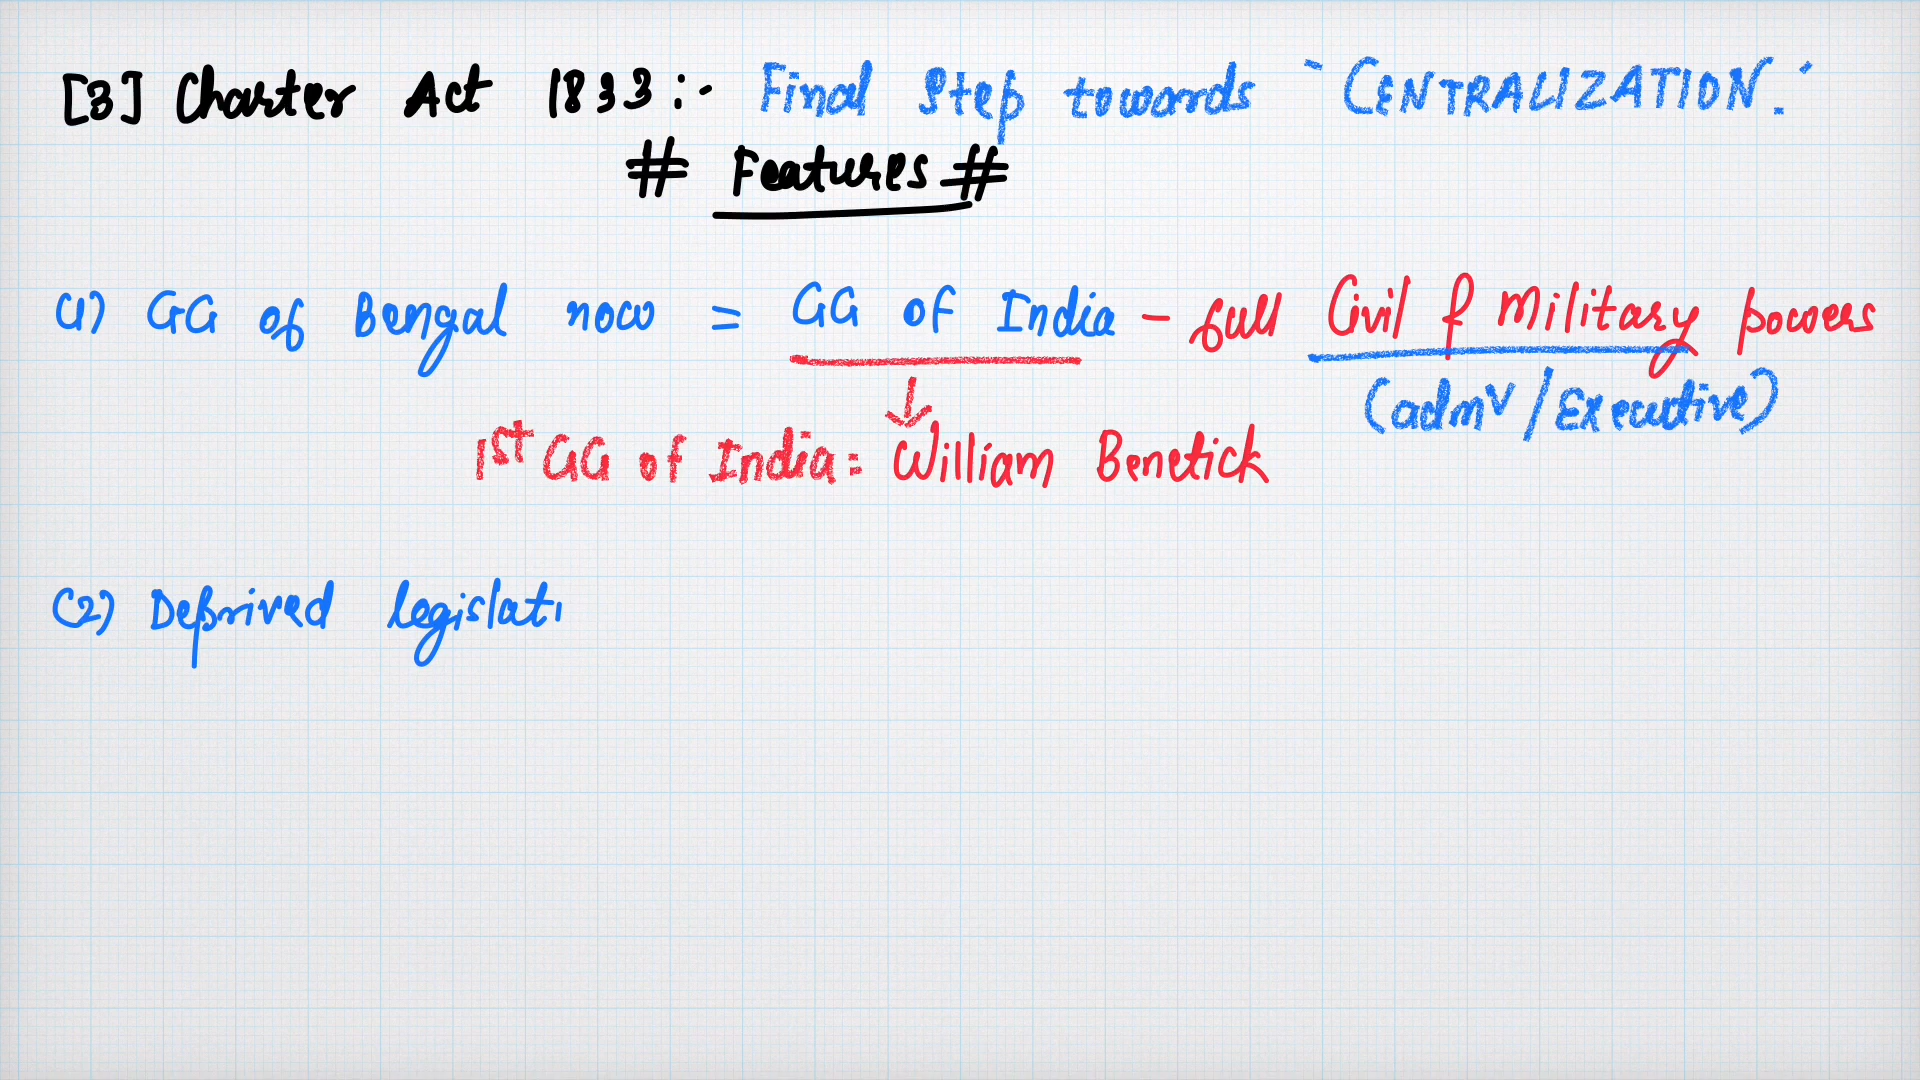 [3] Charter Act 1833:- Final Step towards `CENTRALIZATION.'
# Features #
(1) GG of Bengal now = GG of India - full Civil & Military powers
(admv/Executive)
1st GG of India: William Benetick
(2) Deprived legislati